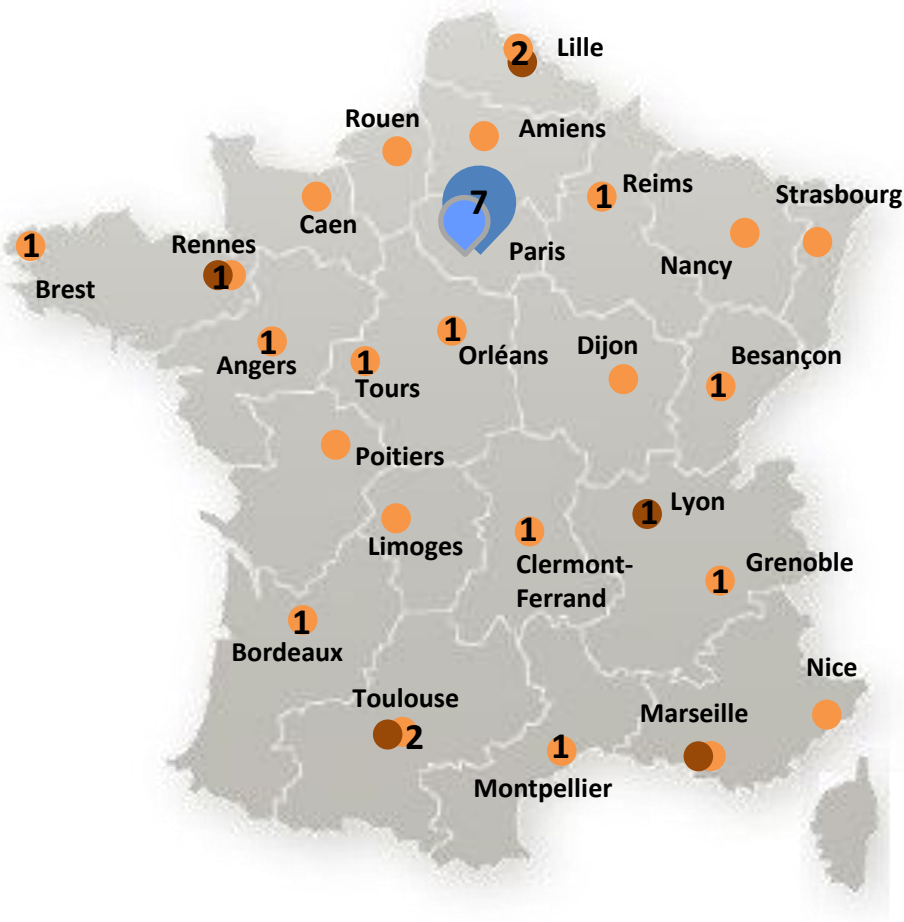 2
Lille
Rouen
Amiens
7
1
Reims
Strasbourg
Caen
1
Rennes
Paris
Nancy
1
Brest
1
Orléans
Dijon
1
Angers
1
Tours
Besançon
1
Poitiers
Lyon
1
Limoges
1
Clermont-
Ferrand
Grenoble
1
1
Bordeaux
Nice
Toulouse
2
Marseille
1
Montpellier